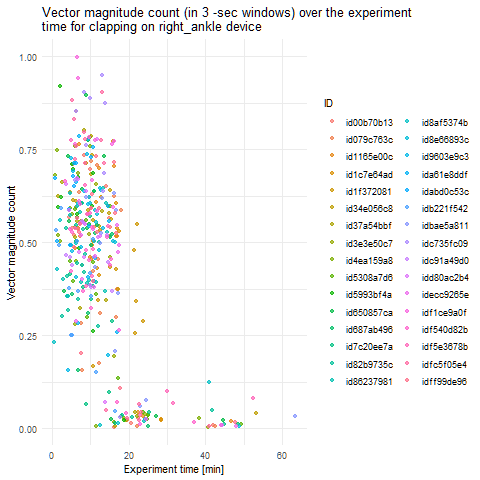 Vector magnitude count (in 3 -sec windows) over the experiment
time for clapping on right_ankle device
Vector magnitude count
1.00
0.75
0.50
0.25
0.00
0
20
40
60
Experiment time [min]
ID
id00b70b13
id079c763c
id1165e00c
id1c7e64ad
id1f372081
id34e056c8
id37a54bbf
id3e3e50c7
id4ea159a8
id5308a7d6
id5993bf4a
id650857ca
id687ab496
id7c20ee7a
id82b9735c
id86237981
id8af5374b
id8e66893c
id9603e9c3
ida61e8ddf
idabd0c53c
idb221f542
idbae5a811
idc735fc09
idc91a49d0
idd80ac2b4
idecc9265e
idf1ce9a0f
idf540d82b
idf5e3678b
idfc5f05e4
idff99de96